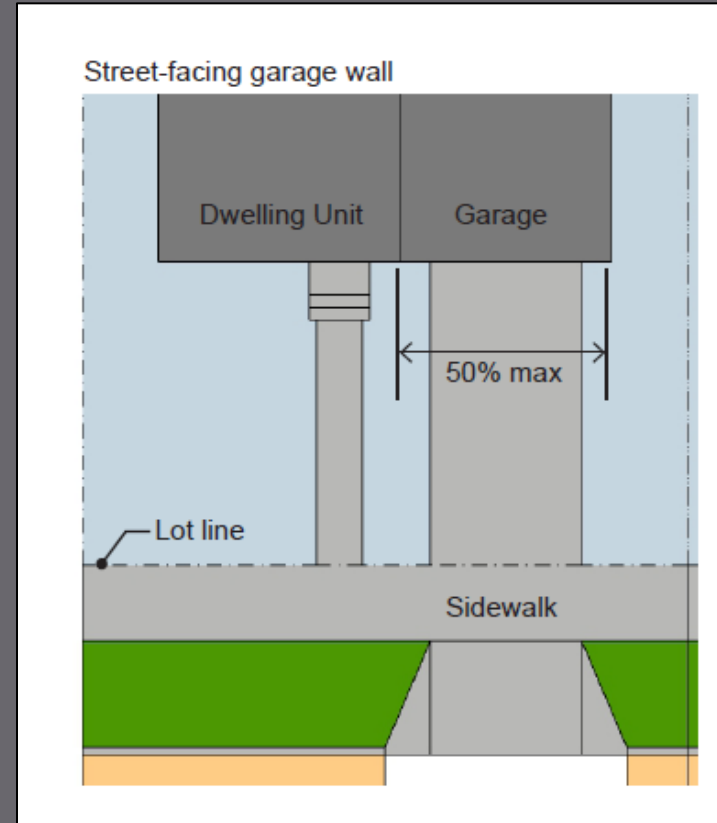 Street-facing garage wall
Dwelling Unit
Garage
50% max
Lot line
Sidewalk